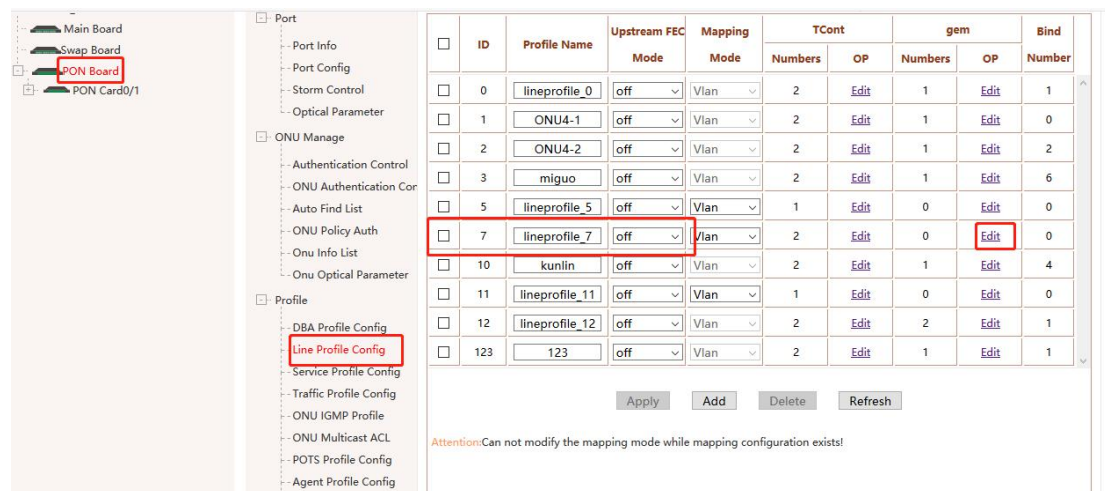 Main Board
Swap Board
PON Board
PON Card0/1
Port
Port Info
Port Config
Storm Control
Optical Parameter
ONU Manage
Authentication Control
ONU Authentication Con
Auto Find List
ONU Policy Auth
Onu Info List
Onu Optical Parameter
Profile
DBA Profile Config
Line Profile Config
Service Profile Config
Traffic Profile Config
ONU IGMP Profile
ONU Multicast ACL
POTS Profile Config
Agent Profile Config
ID Profile Name Upstream FEC Mode Mapping Mode TCont gem Bind Number
Numbers OP Numbers OP
0 lineprofile_0 off Vlan 2 Edit 1 Edit 1
1 ONU4-1 off Vlan 2 Edit 1 Edit 0
2 ONU4-2 off Vlan 2 Edit 1 Edit 2
3 miguo off Vlan 2 Edit 1 Edit 6
5 lineprofile_5 off Vlan 1 Edit 0 Edit 0
7 lineprofile_7 off Vlan 2 Edit 0 Edit 0
10 kunlin off Vlan 2 Edit 1 Edit 4
11 lineprofile_11 off Vlan 1 Edit 0 Edit 0
12 lineprofile_12 off Vlan 2 Edit 2 Edit 1
123 123 off Vlan 2 Edit 1 Edit 1
Apply Add Delete Refresh
Attention:Can not modify the mapping mode while mapping configuration exists!